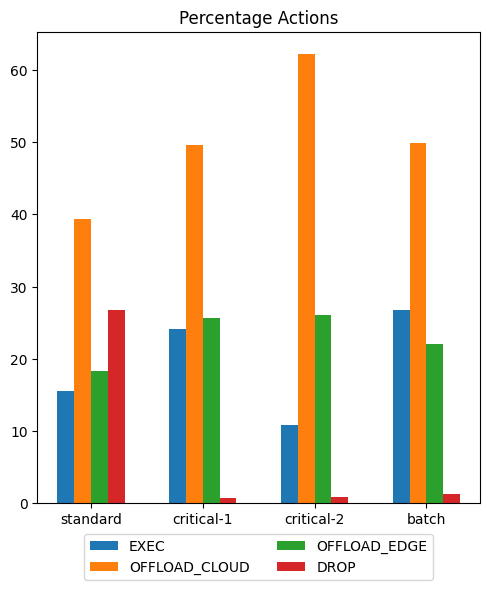 Percentage Actions
60
50
40
30
20
10
0
standard critical-1 critical-2 batch
EXEC OFFLOAD_EDGE
OFFLOAD_CLOUD DROP